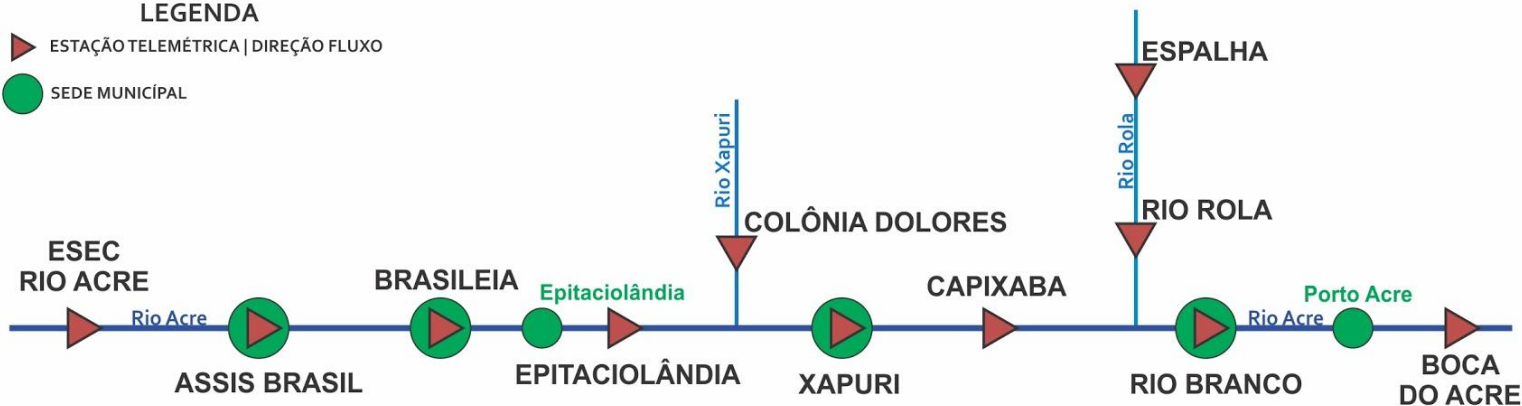 LEGENDA
ESTAÇÃO TELEMÉTRICA | DIREÇÃO FLUXO
SEDE MUNICÍPAL
ESPALHA
Rio Xapuri
Rio Rola
COLÔNIA DOLORES
RIO ROLA
ESEC
RIO ACRE
BRASILEIA
Epitaciolândia
CAPIXABA
Porto Acre
Rio Acre
Rio Acre
ASSIS BRASIL
EPITACIOLÂNDIA
XAPURI
RIO BRANCO
BOCA
DO ACRE